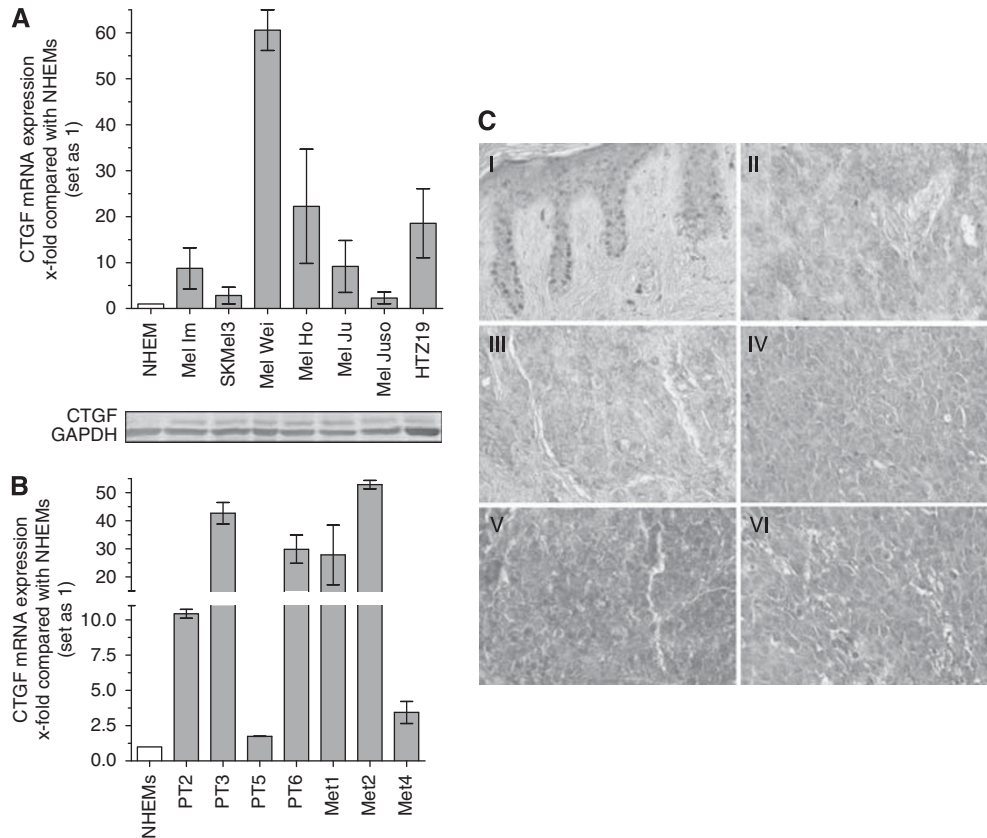 A
CTGF mRNA expression
x-fold compared with NHEMs
(set as 1)
60
50
40
30
20
10
0
NHEM
Mel Im
SKMel3
Mel Wei
Mel Ho
Mel Ju
Mel Juso
HTZ19
CTGF
GAPDH
B
CTGF mRNA expression
x-fold compared with NHEMs
(set as 1)
50
40
30
20
10.0
7.5
5.0
2.5
0.0
NHEMs
PT2
PT3
PT5
PT6
Met1
Met2
Met4
C
I
II
III
IV
V
VI